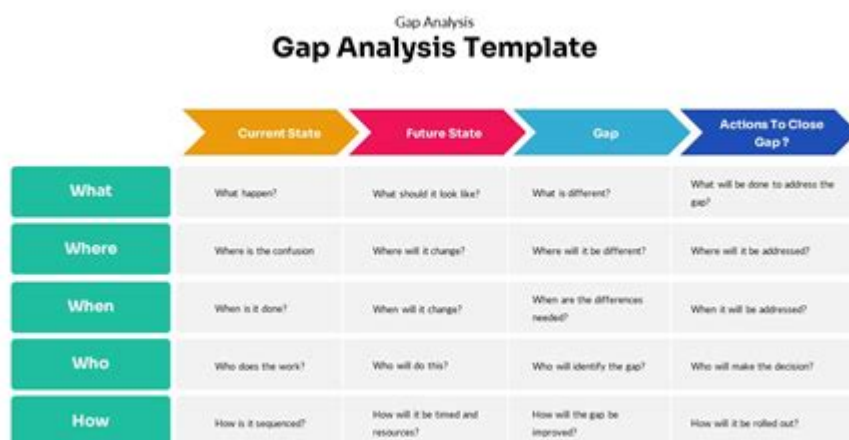 Gap Analysis
Gap Analysis Template
Current State
Future State
Gap
Actions To Close
Gap ?
What
What happen?
What should it look like?
What is different?
What will be done to address the
gap?
Where
Where is the confusion
Where will it change?
Where will it be different?
Where will it be addressed?
When
When is it done?
When will it change?
When are the differences
needed?
When it will be addressed?
Who
Who does the work?
Who will do this?
Who will identify the gap?
Who will make the decision?
How
How is it sequenced?
How will it be timed and
resources?
How will the gap be
improved?
How will it be rolled out?